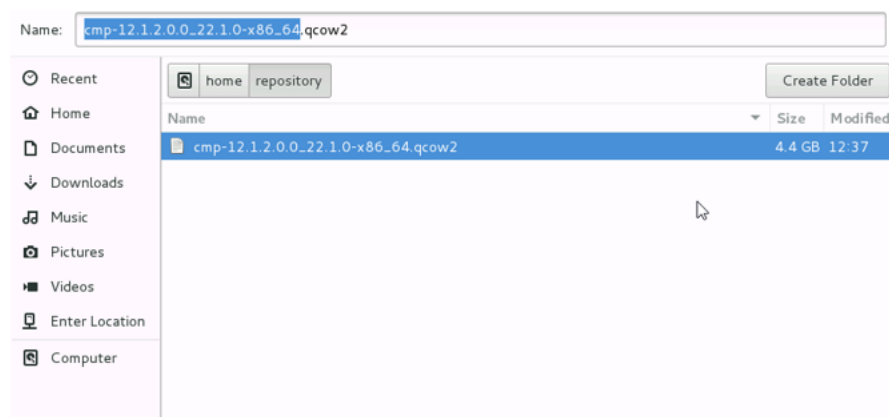 Name: cmp-12.1.2.0.0_22.1.0-x86_64.qcow2
Recent
Home
Documents
Downloads
Music
Pictures
Videos
Enter Location
Computer
home repository Create Folder
Name Size Modified
cmp-12.1.2.0.0_22.1.0-x86_64.qcow2 4.4 GB 12:37